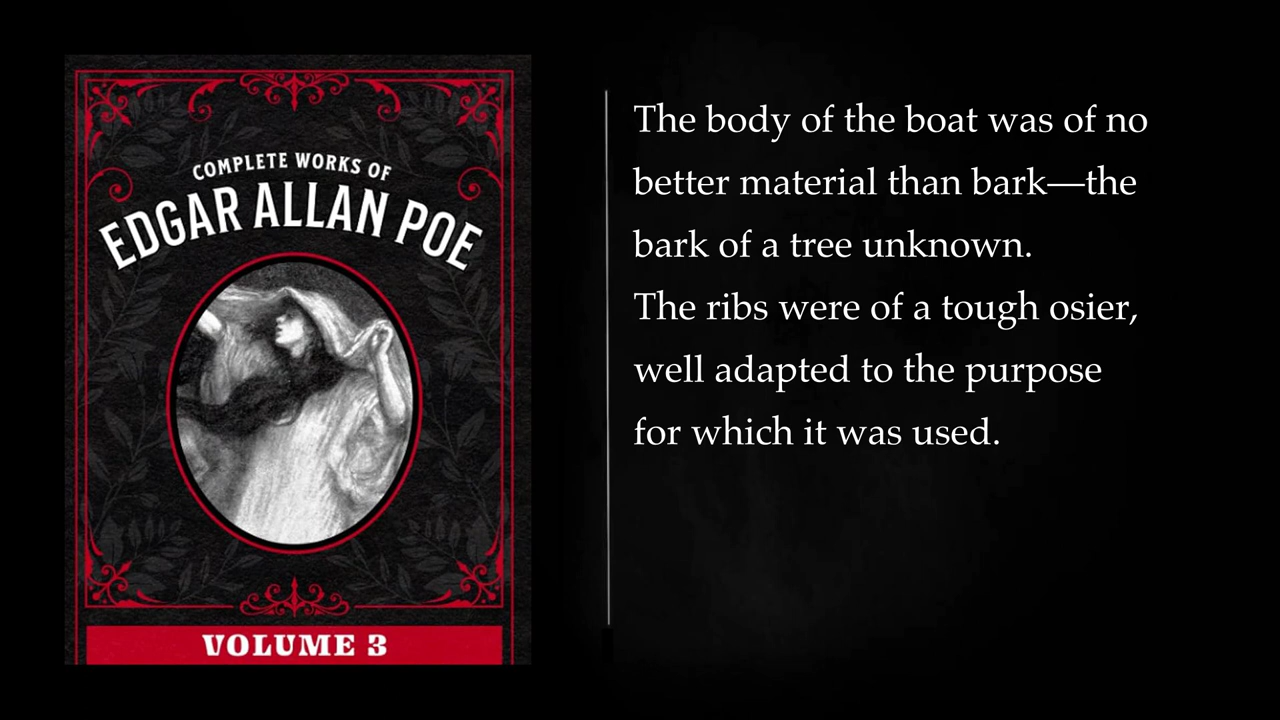 COMPLETE WORKS OF
EDGAR ALLAN POE
VOLUME 3
The body of the boat was of no
better material than bark—the
bark of a tree unknown.
The ribs were of a tough osier,
well adapted to the purpose
for which it was used.